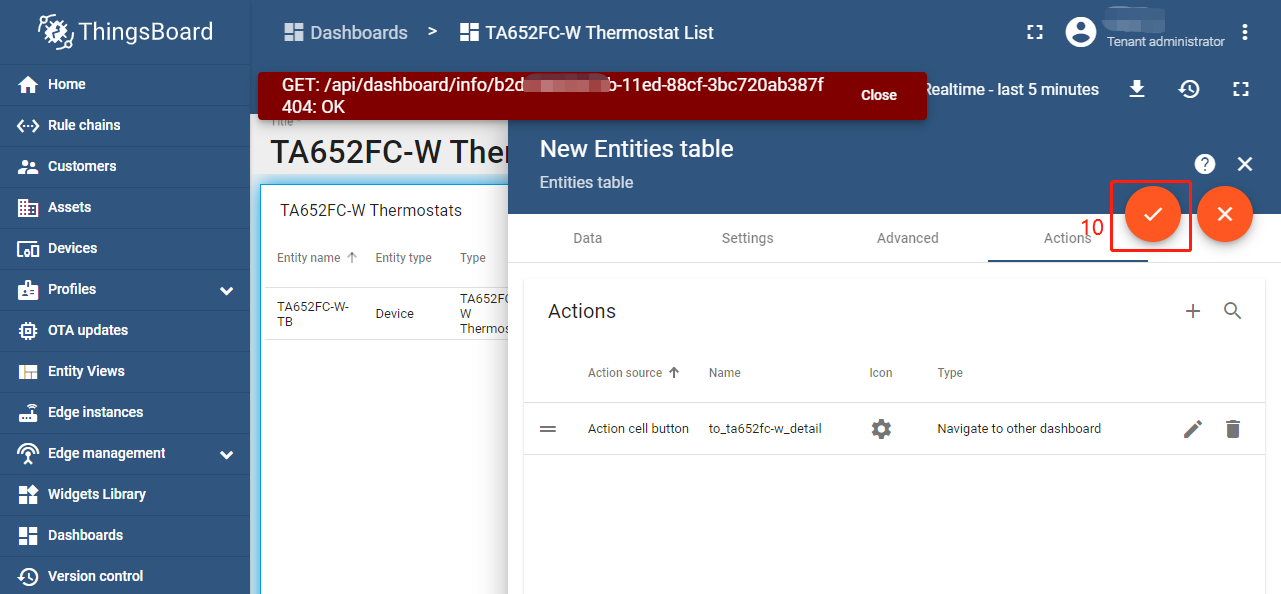 ThingsBoard
Dashboards > TA652FC-W Thermostat List
Tenant administrator
Home
Rule chains
Customers
Assets
Devices
Profiles
OTA updates
Entity Views
Edge instances
Edge management
Widgets Library
Dashboards
Version control
GET: /api/dashboard/info/b2d b-11ed-88cf-3bc720ab387f
404: OK
Close
Realtime - last 5 minutes
Title *
TA652FC-W Ther
TA652FC-W Thermostats
Entity name Entity type Type
TA652FC-W-
TB
Device
TA652FC
W
Thermos
New Entities table
Entities table
?
10
Data Settings Advanced Actions
Actions
Action source Name Icon Type
Action cell button to_ta652fc-w_detail Navigate to other dashboard